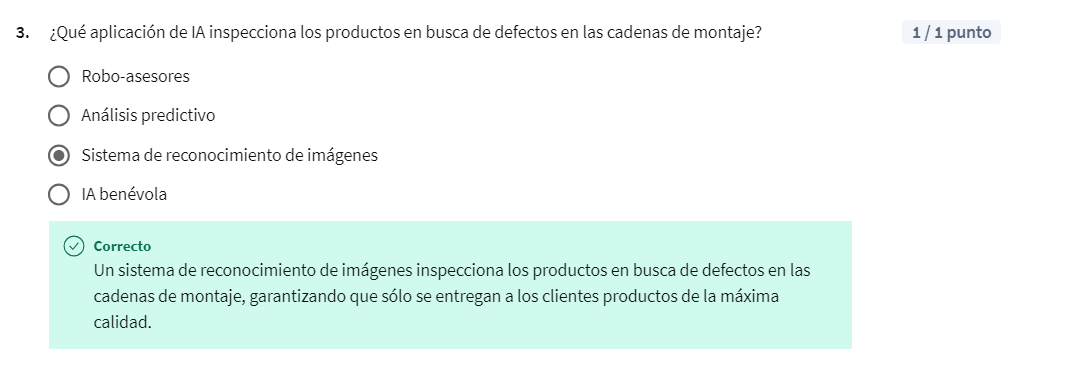 3. ¿Qué aplicación de IA inspecciona los productos en busca de defectos en las cadenas de montaje?
1 / 1 punto
Robo-asesores
Análisis predictivo
Sistema de reconocimiento de imágenes
IA benévola
Correcto
Un sistema de reconocimiento de imágenes inspecciona los productos en busca de defectos en las
cadenas de montaje, garantizando que sólo se entregan a los clientes productos de la máxima
calidad.